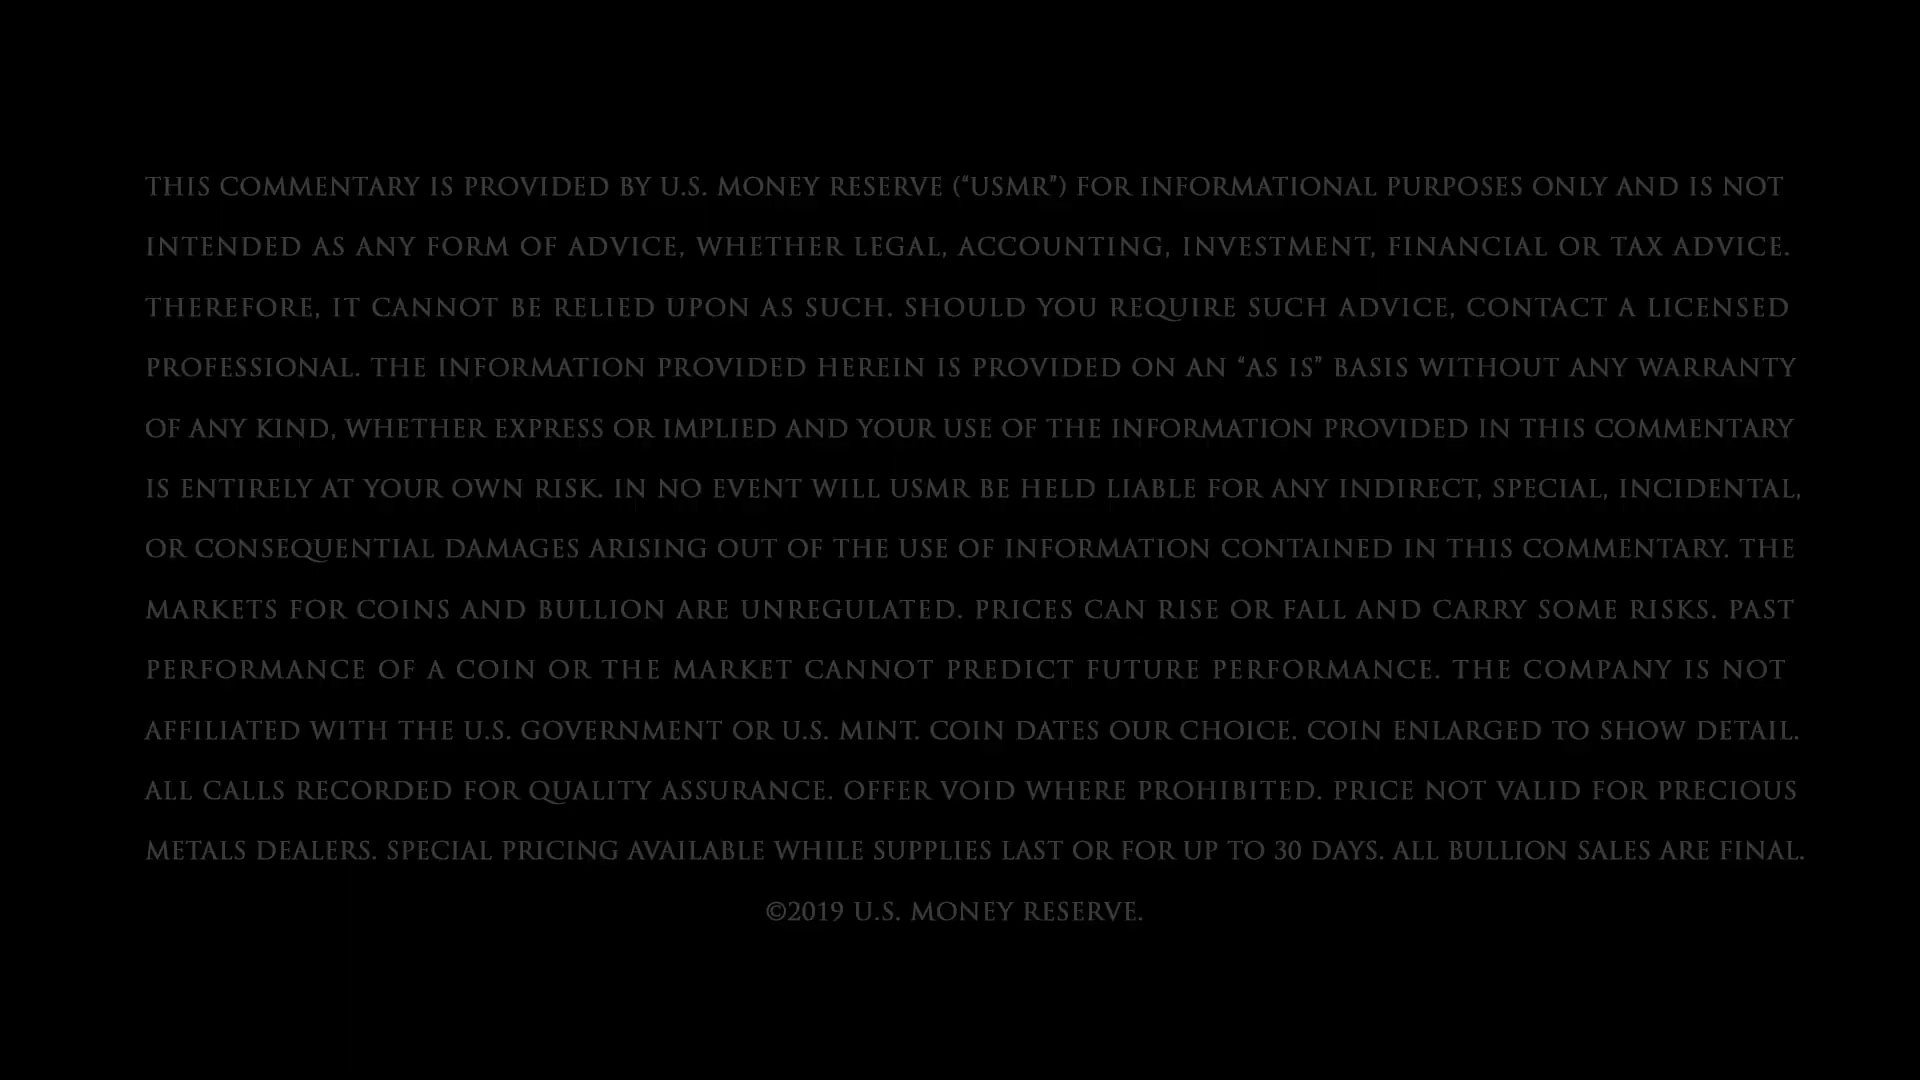 THIS COMMENTARY IS PROVIDED BY U.S. MONEY RESERVE (“USMR”) FOR INFORMATIONAL PURPOSES ONLY AND IS NOT
INTENDED AS ANY FORM OF ADVICE, WHETHER LEGAL, ACCOUNTING, INVESTMENT, FINANCIAL OR TAX ADVICE.
THEREFORE, IT CANNOT BE RELIED UPON AS SUCH. SHOULD YOU REQUIRE SUCH ADVICE, CONTACT A LICENSED
PROFESSIONAL. THE INFORMATION PROVIDED HEREIN IS PROVIDED ON AN “AS IS” BASIS WITHOUT ANY WARRANTY
OF ANY KIND, WHETHER EXPRESS OR IMPLIED AND YOUR USE OF THE INFORMATION PROVIDED IN THIS COMMENTARY
IS ENTIRELY AT YOUR OWN RISK. IN NO EVENT WILL USMR BE HELD LIABLE FOR ANY INDIRECT, SPECIAL, INCIDENTAL,
OR CONSEQUENTIAL DAMAGES ARISING OUT OF THE USE OF INFORMATION CONTAINED IN THIS COMMENTARY. THE
MARKETS FOR COINS AND BULLION ARE UNREGULATED. PRICES CAN RISE OR FALL AND CARRY SOME RISKS. PAST
PERFORMANCE OF A COIN OR THE MARKET CANNOT PREDICT FUTURE PERFORMANCE. THE COMPANY IS NOT
AFFILIATED WITH THE U.S. GOVERNMENT OR U.S. MINT. COIN DATES OUR CHOICE. COIN ENLARGED TO SHOW DETAIL.
ALL CALLS RECORDED FOR QUALITY ASSURANCE. OFFER VOID WHERE PROHIBITED. PRICE NOT VALID FOR PRECIOUS
METALS DEALERS. SPECIAL PRICING AVAILABLE WHILE SUPPLIES LAST OR FOR UP TO 30 DAYS. ALL BULLION SALES ARE FINAL.
©2019 U.S. MONEY RESERVE.